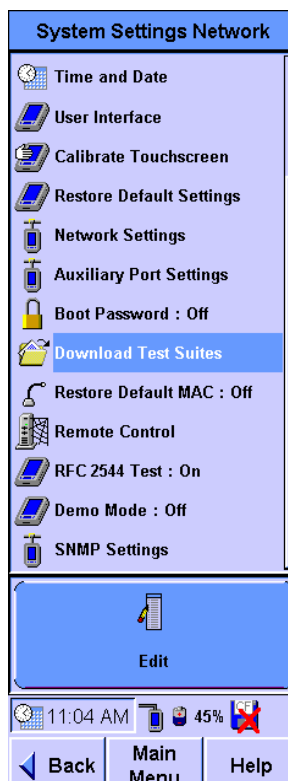 System Settings Network
Time and Date
User Interface
Calibrate Touchscreen
Restore Default Settings
Network Settings
Auxiliary Port Settings
Boot Password : Off
Download Test Suites
Restore Default MAC : Off
Remote Control
RFC 2544 Test : On
Demo Mode : Off
SNMP Settings
Edit
11:04 AM 45% CF
Back Main Menu Help